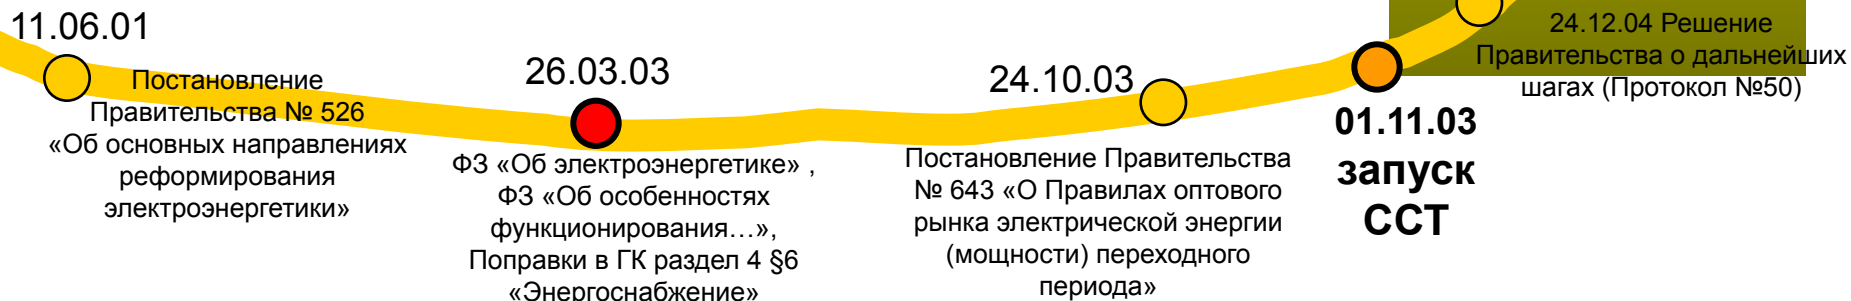 11.06.01
Постановление
Правительства № 526
«Об основных направлениях
реформирования
электроэнергетики»
26.03.03
ФЗ «Об электроэнергетике» ,
ФЗ «Об особенностях
функционирования…»,
Поправки в ГК раздел 4 §6
«Энергоснабжение»
24.10.03
Постановление Правительства
№ 643 «О Правилах оптового
рынка электрической энергии
(мощности) переходного
периода»
01.11.03
запуск
ССТ
24.12.04 Решение
Правительства о дальнейших
шагах (Протокол №50)